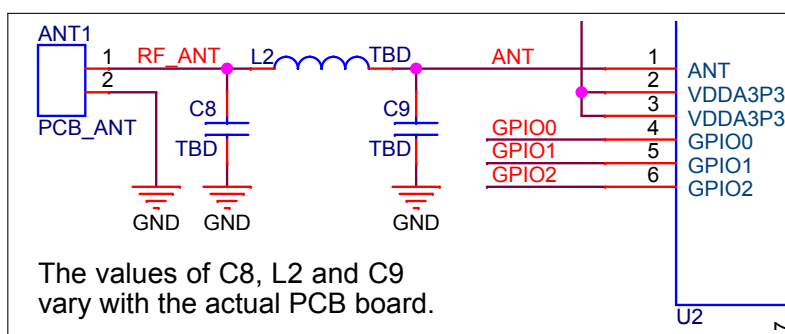 ANT1
1 RF_ANT L2 TBD ANT 1 ANT
2 2 VDDA3P3
3 VDDA3P3
PCB_ANT C8 C9 GPIO0 4 GPIO0
TBD TBD GPIO1 5 GPIO1
GPIO2 6 GPIO2
GND GND GND
The values of C8, L2 and C9
vary with the actual PCB board.
U2